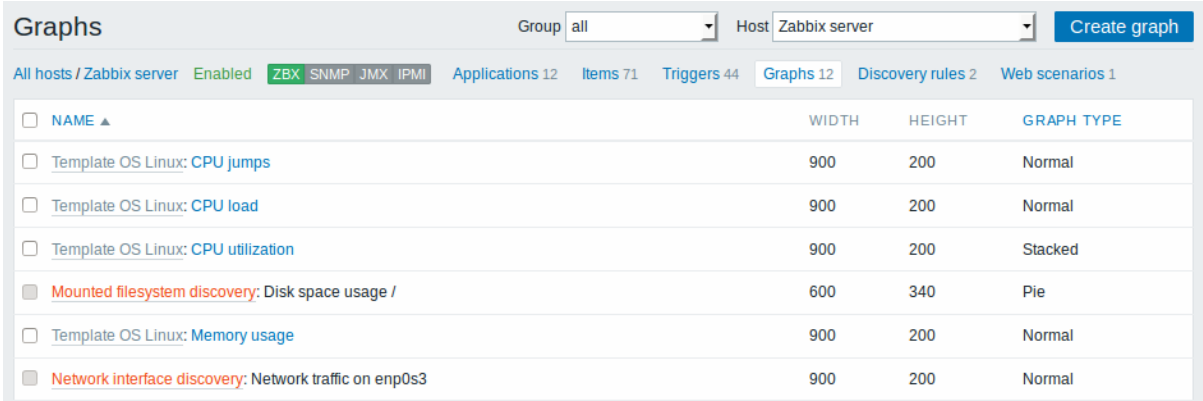 Graphs Group all Host Zabbix server Create graph
All hosts / Zabbix server Enabled ZBX SNMP JMX IPMI Applications 12 Items 71 Triggers 44 Graphs 12 Discovery rules 2 Web scenarios 1
NAME ▲ WIDTH HEIGHT GRAPH TYPE
Template OS Linux: CPU jumps 900 200 Normal
Template OS Linux: CPU load 900 200 Normal
Template OS Linux: CPU utilization 900 200 Stacked
Mounted filesystem discovery: Disk space usage / 600 340 Pie
Template OS Linux: Memory usage 900 200 Normal
Network interface discovery: Network traffic on enp0s3 900 200 Normal